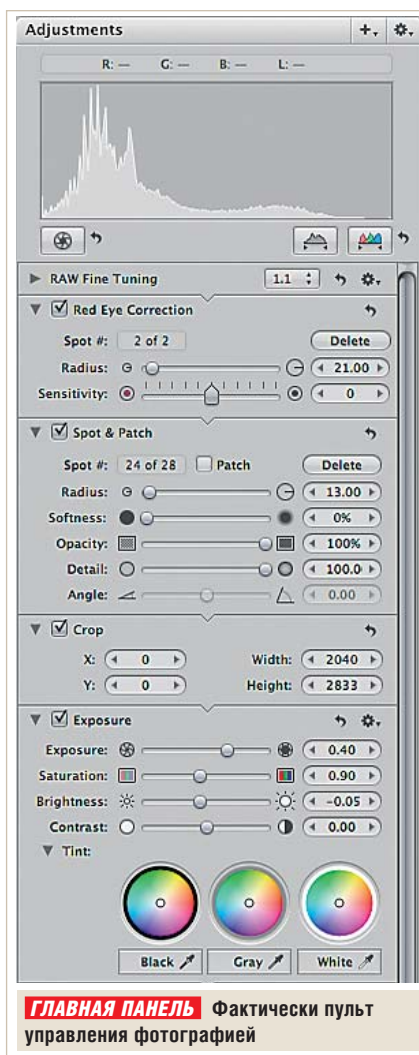 Adjustments
R: — G: — B: — L: —
RAW Fine Tuning 1.1
Red Eye Correction
Spot #: 2 of 2 Delete
Radius: 21.00
Sensitivity: 0
Spot & Patch
Spot #: 24 of 28 Patch Delete
Radius: 13.00
Softness: 0%
Opacity: 100%
Detail: 100.0
Angle: 0.00
Crop
X: 0 Width: 2040
Y: 0 Height: 2833
Exposure
Exposure: 0.40
Saturation: 0.90
Brightness: -0.05
Contrast: 0.00
Tint:
Black Gray White
ГЛАВНАЯ ПАНЕЛЬ Фактически пульт
управления фотографией